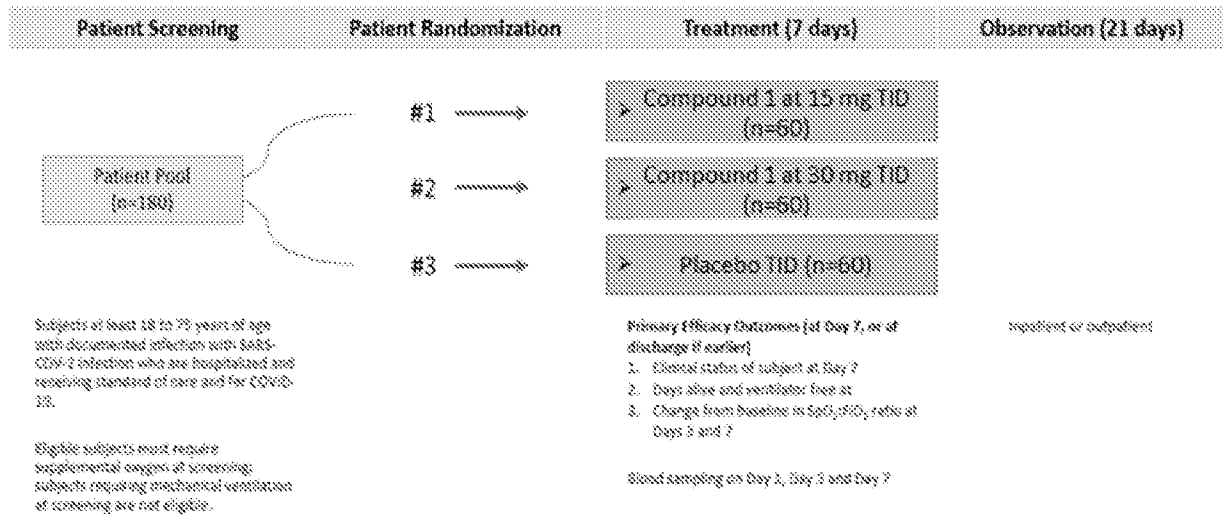 Patient Screening
Patient Randomization
Treatment (7 days)
Observation (21 days)
Patient Pool
(n=180)
#1
#2
#3
➤ Compound 1 at 15 mg TID
(n=60)
➤ Compound 1 at 30 mg TID
(n=60)
➤ Placebo TID (n=60)
Subjects at least 18 to 75 years of age
with documented infection with SARS-
COV-2 infection who are hospitalized and
receiving standard of care and for COVID-
19.
Eligible subjects must require
supplemental oxygen at screening;
subjects requiring mechanical ventilation
at screening are not eligible.
Primary Efficacy Outcomes (at Day 7, or at
discharge if earlier)
1. Clinical status of subject at Day 7
2. Days alive and ventilator free at
3. Change from baseline in SpO₂:FiO₂ ratio at
Days 3 and 7
Blood sampling on Day 1, Day 3 and Day 7
Inpatient or outpatient